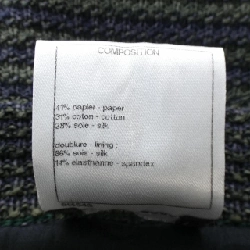 COMPOSITION
41% papier - paper
31% coton - cotton
28% soie - silk
doublure - lining :
86% soie - silk
14% elasthanne - spandex